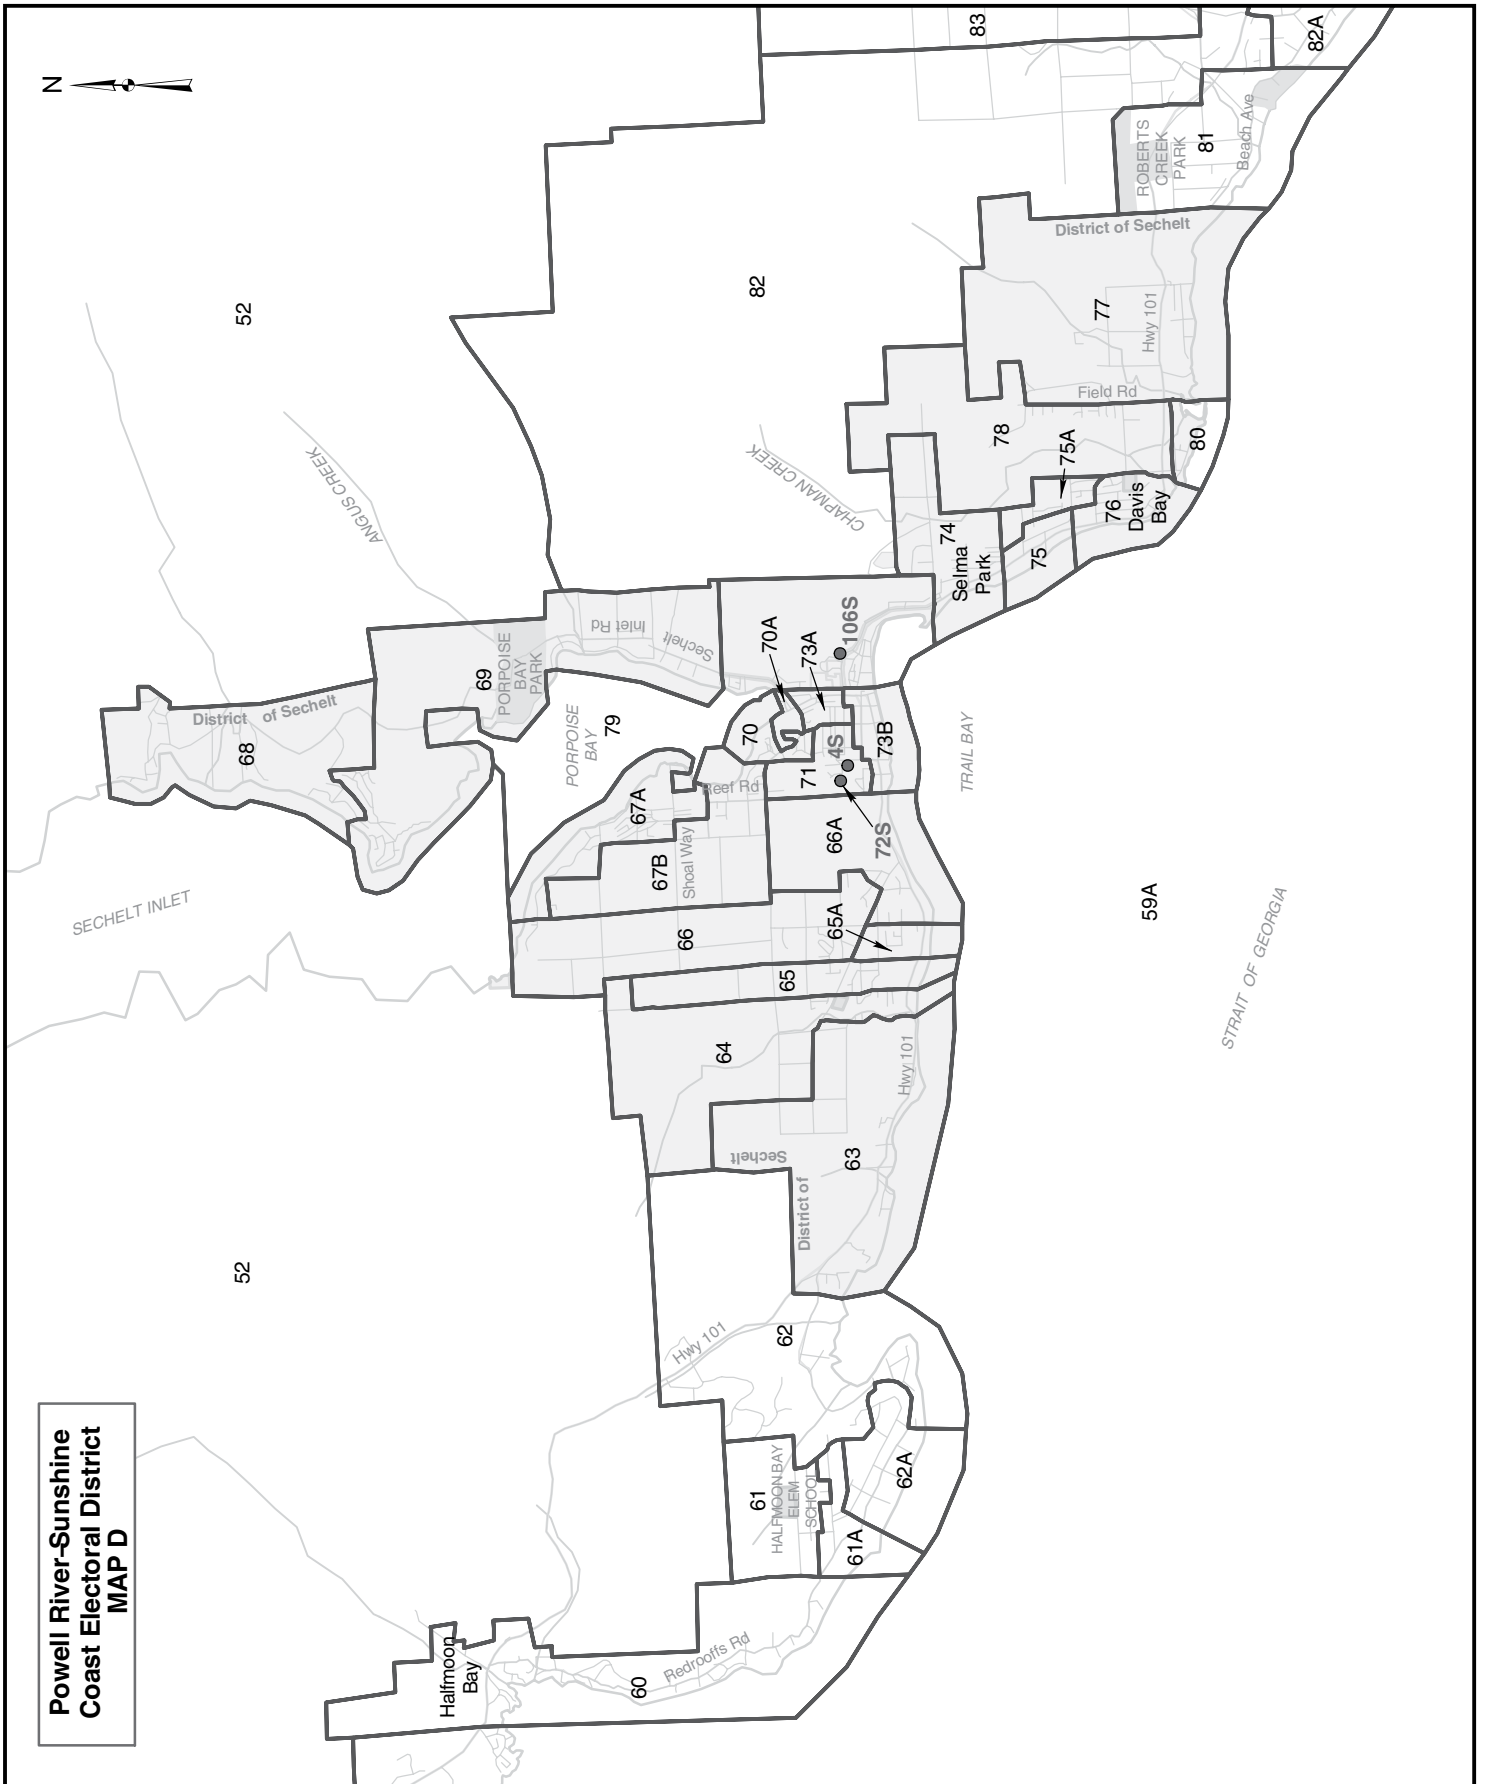 Powell River-Sunshine
Coast Electoral District
MAP D
N
52
52
SECHELT INLET
ANGUS CREEK
District of Sechelt
68
69
PORPOISE
BAY
PARK
PORPOISE
BAY
79
Sechelt
Inlet Rd
82
83
82A
81
ROBERTS
CREEK
PARK
Beach Ave
District of Sechelt
77
Hwy 101
Field Rd
78
80
75A
76
Davis
Bay
75
74
Selma
Park
CHAPMAN CREEK
106S
70A
73A
70
73B
4S
71
72S
Reef Rd
67A
67B
Shoal Way
66A
66
65A
65
64
Hwy 101
63
District of
Sechelt
TRAIL BAY
59A
STRAIT OF GEORGIA
62
Hwy 101
62A
61
HALFMOON BAY
ELEM
SCHOOL
61A
60
Redrooffs Rd
Halfmoon
Bay